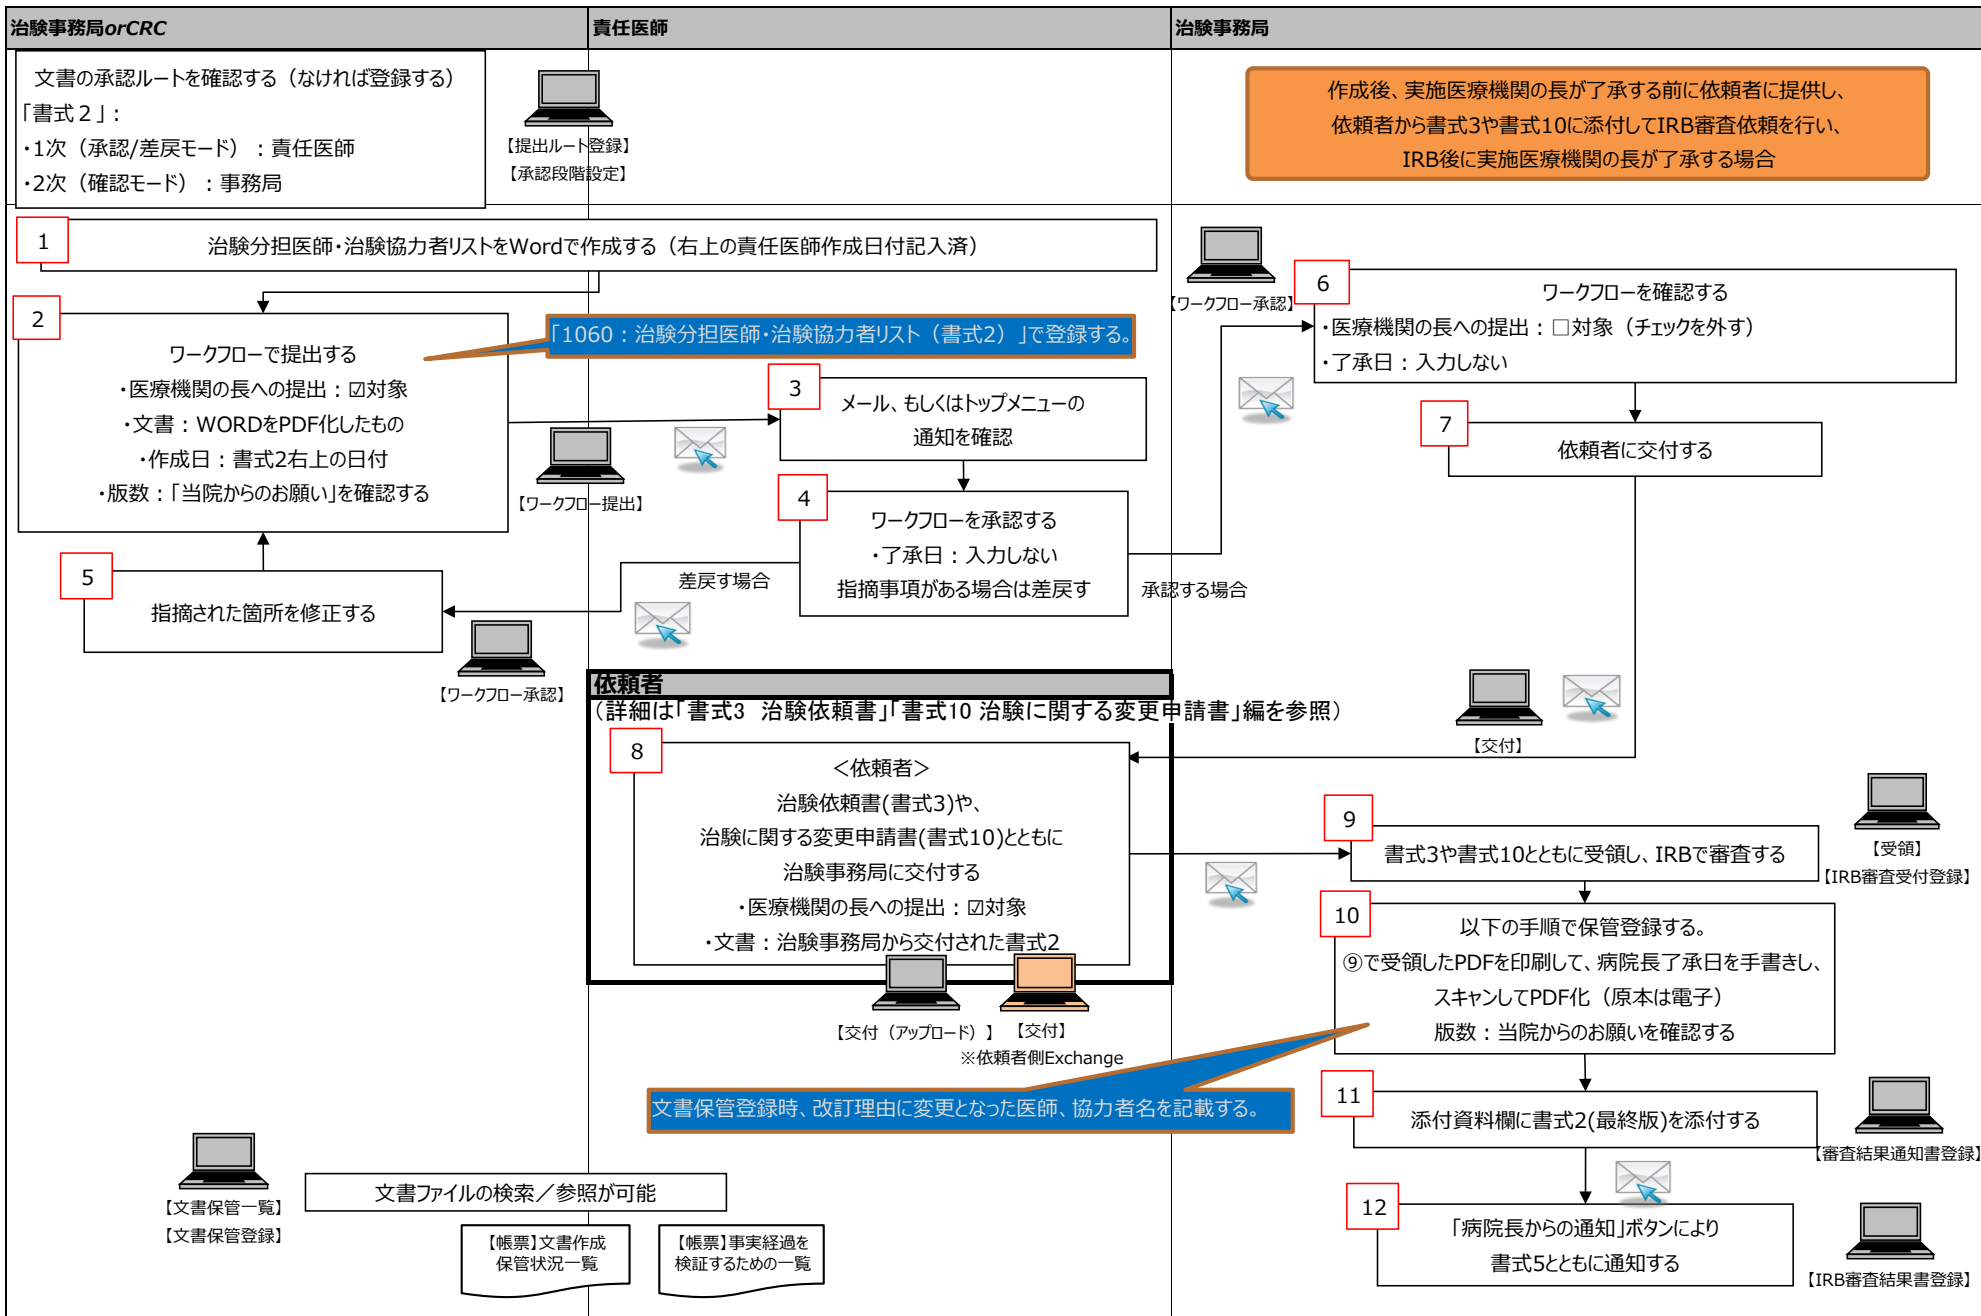 治験事務局orCRC
責任医師
治験事務局
文書の承認ルートを確認する（なければ登録する）
「書式２」：
・1次（承認/差戻モード）：責任医師
・2次（確認モード）：事務局
【提出ルート登録】
【承認段階設定】
作成後、実施医療機関の長が了承する前に依頼者に提供し、
依頼者から書式3や書式10に添付してIRB審査依頼を行い、
IRB後に実施医療機関の長が了承する場合
1
治験分担医師・治験協力者リストをWordで作成する（右上の責任医師作成日付記入済）
2
ワークフローで提出する
・医療機関の長への提出：☑対象
・文書：WORDをPDF化したもの
・作成日：書式2右上の日付
・版数：「当院からのお願い」を確認する
「1060：治験分担医師・治験協力者リスト（書式2）」で登録する。
【ワークフロー提出】
3
メール、もしくはトップメニューの
通知を確認
4
ワークフローを承認する
・了承日：入力しない
指摘事項がある場合は差戻す
差戻す場合
承認する場合
5
指摘された箇所を修正する
【ワークフロー承認】
【ワークフロー承認】
6
ワークフローを確認する
・医療機関の長への提出：□対象（チェックを外す）
・了承日：入力しない
7
依頼者に交付する
【交付】
依頼者
（詳細は「書式3　治験依頼書」「書式10 治験に関する変更申請書」編を参照）
8
＜依頼者＞
治験依頼書(書式3)や、
治験に関する変更申請書(書式10)とともに
治験事務局に交付する
・医療機関の長への提出：☑対象
・文書：治験事務局から交付された書式2
【交付（アップロード）】
【交付】
※依頼者側Exchange
9
書式3や書式10とともに受領し、IRBで審査する
【受領】
【IRB審査受付登録】
10
以下の手順で保管登録する。
⑨で受領したPDFを印刷して、病院長了承日を手書きし、
スキャンしてPDF化（原本は電子）
版数：当院からのお願いを確認する
文書保管登録時、改訂理由に変更となった医師、協力者名を記載する。
11
添付資料欄に書式2(最終版)を添付する
【審査結果通知書登録】
12
「病院長からの通知」ボタンにより
書式5とともに通知する
【IRB審査結果書登録】
【文書保管一覧】
【文書保管登録】
文書ファイルの検索／参照が可能
【帳票】文書作成
保管状況一覧
【帳票】事実経過を
検証するための一覧